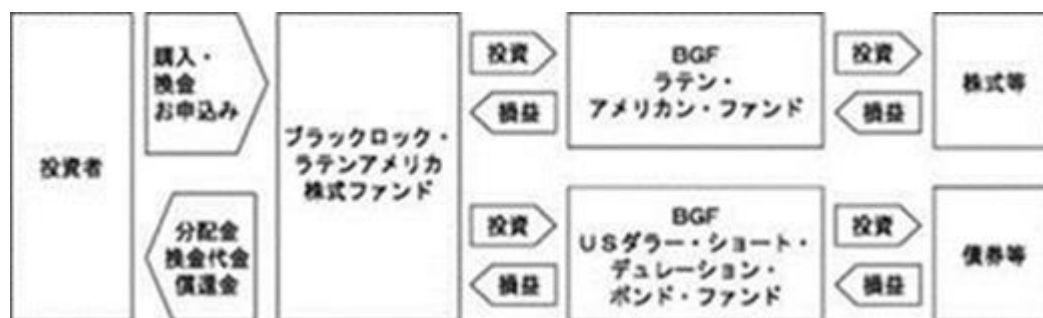 投資者
購入・
換金
お申込み
分配金
換金代金
償還金
ブラックロック・
ラテンアメリカ
株式ファンド
投資
損益
BGF
ラテン・
アメリカン・ファンド
投資
損益
株式等
投資
損益
BGF
USダラー・ショート・
デュレーション・
ボンド・ファンド
投資
損益
債券等